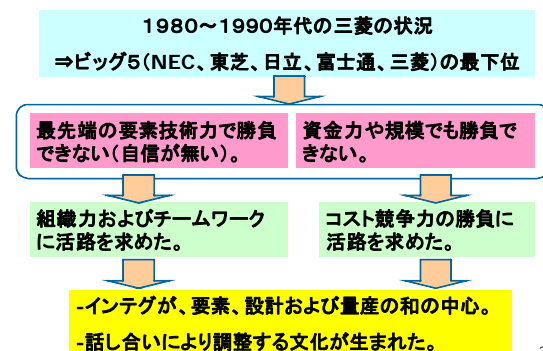 1980～1990年代の三菱の状況
⇒ビッグ5（NEC、東芝、日立、富士通、三菱）の最下位
最先端の要素技術力で勝負
できない（自信が無い）。
資金力や規模でも勝負で
きない。
組織力およびチームワーク
に活路を求めた。
コスト競争力の勝負に
活路を求めた。
-インテグが、要素、設計および量産の和の中心。
-話し合いにより調整する文化が生まれた。